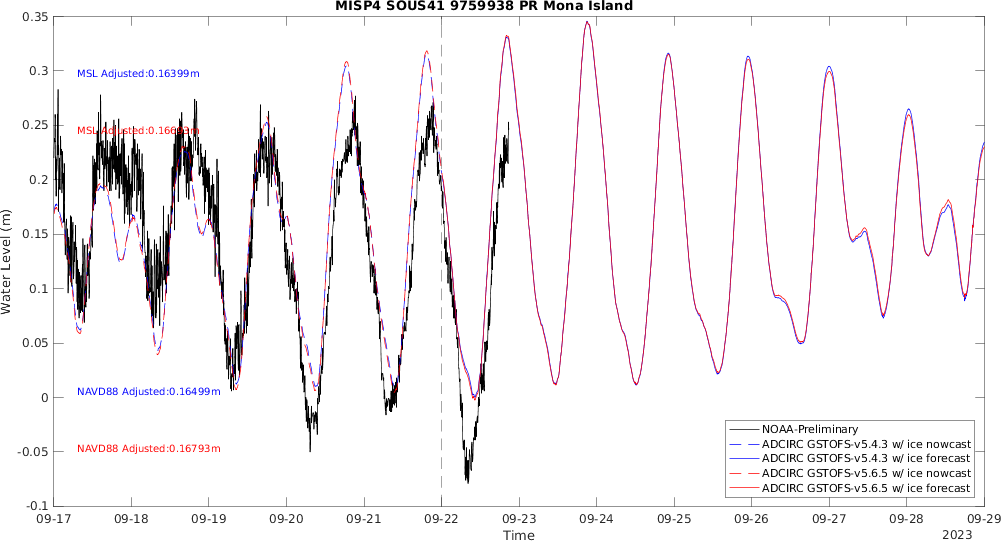 MISP4 SOUS41 9759938 PR Mona Island
0.35
0.3
0.25
0.2
0.15
0.1
0.05
0
-0.05
-0.1
Water Level (m)
MSL Adjusted:0.16399m
MSL Adjusted:
NAVD88 Adjusted:0.16499m
NAVD88 Adjusted:0.16793m
NOAA-Preliminary
ADCIRC GSTOFS-v5.4.3 w/ ice nowcast
ADCIRC GSTOFS-v5.4.3 w/ ice forecast
ADCIRC GSTOFS-v5.6.5 w/ ice nowcast
ADCIRC GSTOFS-v5.6.5 w/ ice forecast
09-17 09-18 09-19 09-20 09-21 09-22 09-23 09-24 09-25 09-26 09-27 09-28 09-29
Time
2023